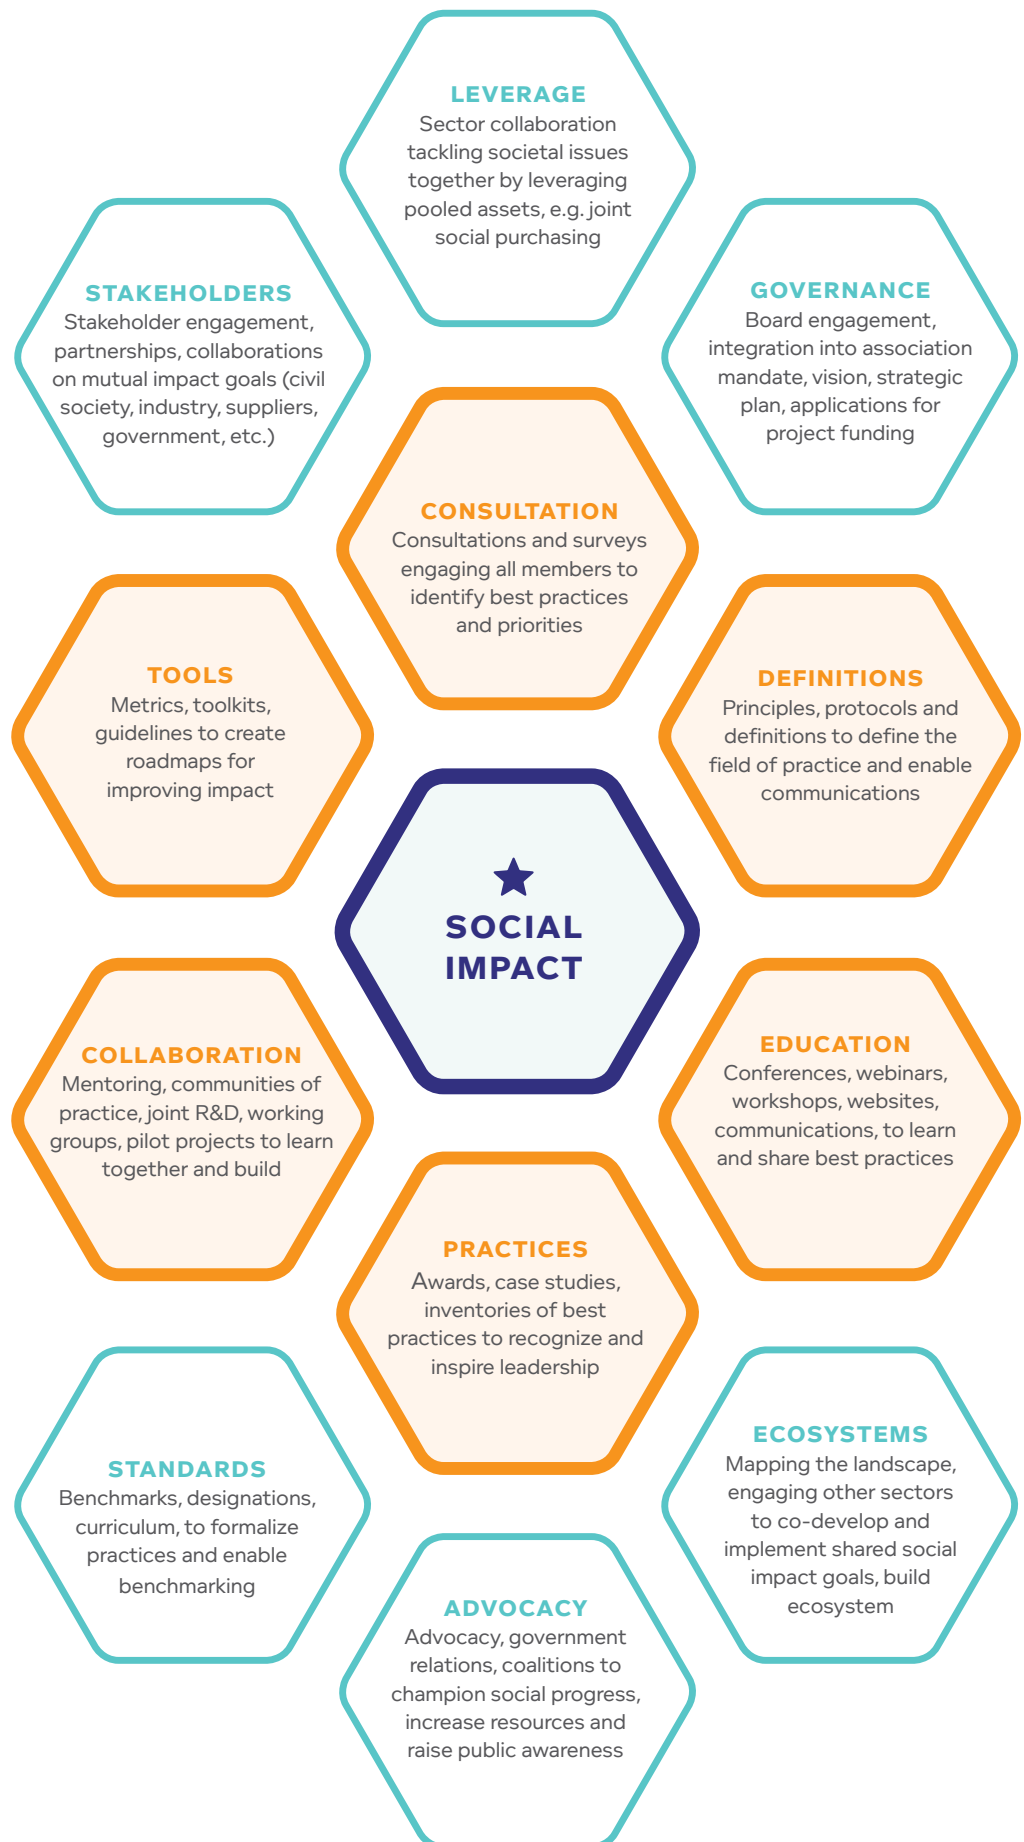 LEVERAGE
Sector collaboration
tackling societal issues
together by leveraging
pooled assets, e.g. joint
social purchasing
STAKEHOLDERS
Stakeholder engagement,
partnerships, collaborations
on mutual impact goals (civil
society, industry, suppliers,
government, etc.)
GOVERNANCE
Board engagement,
integration into association
mandate, vision, strategic
plan, applications for
project funding
CONSULTATION
Consultations and surveys
engaging all members to
identify best practices
and priorities
TOOLS
Metrics, toolkits,
guidelines to create
roadmaps for
improving impact
DEFINITIONS
Principles, protocols and
definitions to define the
field of practice and enable
communications
SOCIAL
IMPACT
COLLABORATION
Mentoring, communities of
practice, joint R&D, working
groups, pilot projects to learn
together and build
EDUCATION
Conferences, webinars,
workshops, websites,
communications, to learn
and share best practices
PRACTICES
Awards, case studies,
inventories of best
practices to recognize and
inspire leadership
STANDARDS
Benchmarks, designations,
curriculum, to formalize
practices and enable
benchmarking
ECOSYSTEMS
Mapping the landscape,
engaging other sectors
to co-develop and
implement shared social
impact goals, build
ecosystem
ADVOCACY
Advocacy, government
relations, coalitions to
champion social progress,
increase resources and
raise public awareness